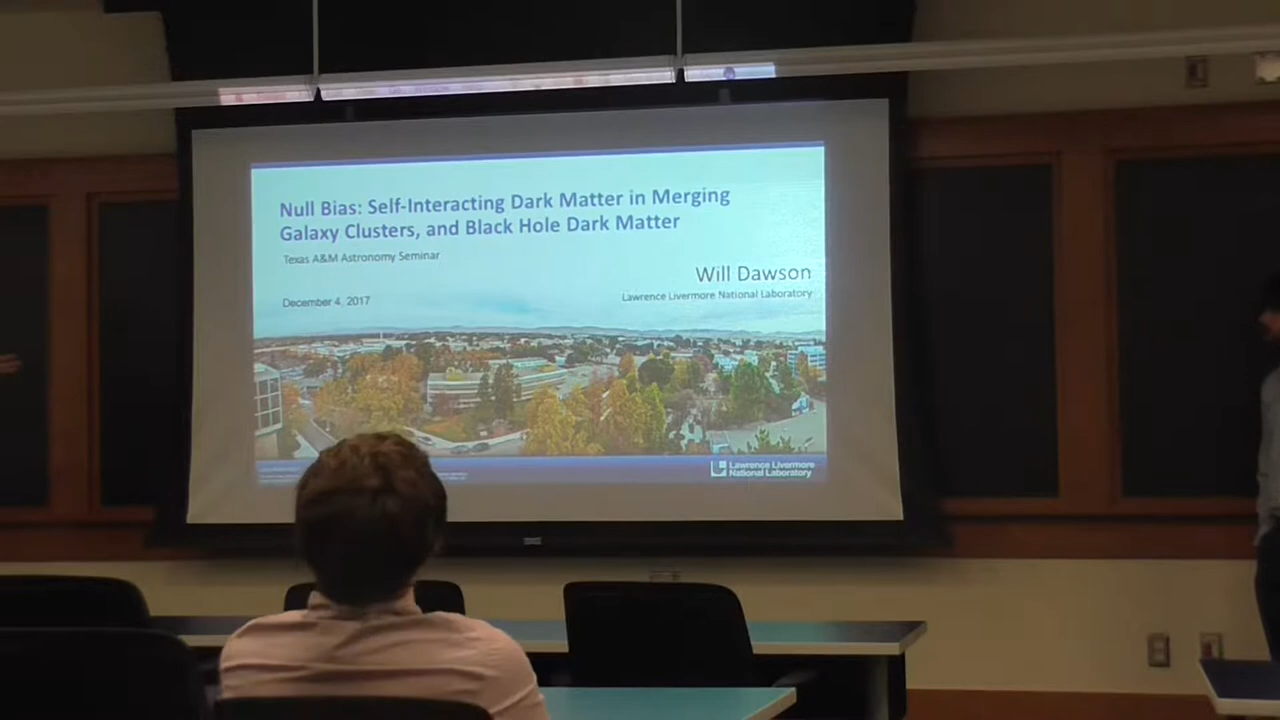 Null Bias: Self-Interacting Dark Matter in Merging
Galaxy Clusters, and Black Hole Dark Matter
Texas A&M Astronomy Seminar
Will Dawson
Lawrence Livermore National Laboratory
December 4, 2017
Lawrence Livermore
National Laboratory